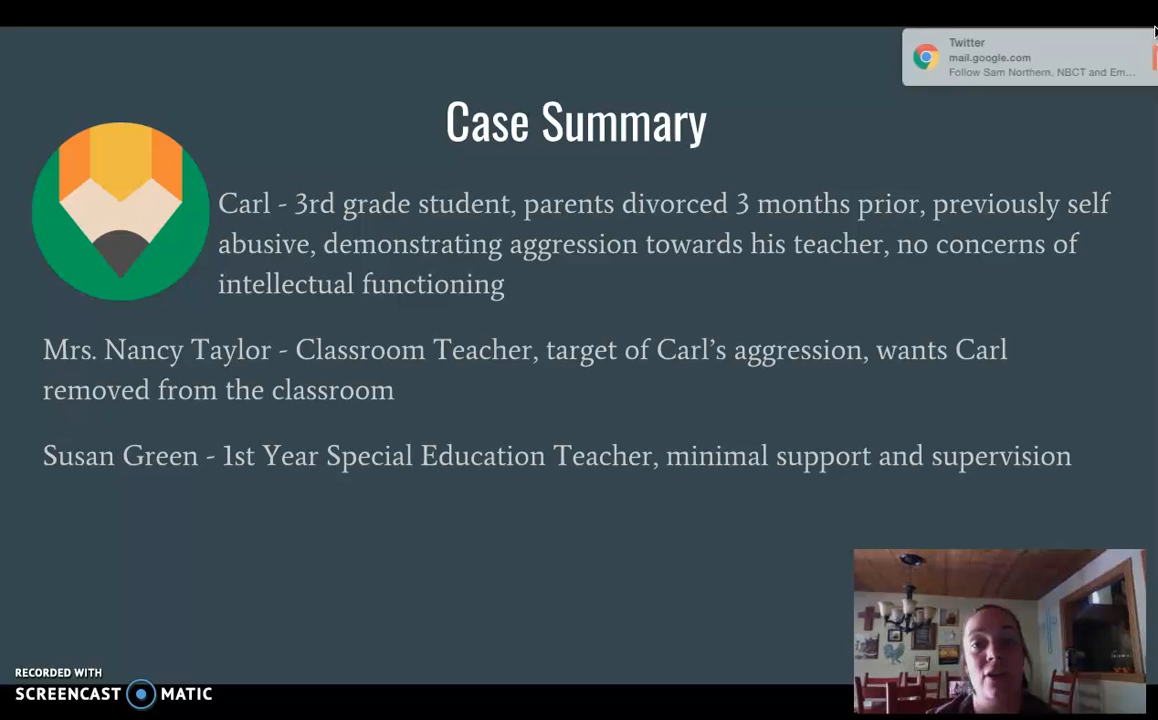 Twitter
mail.google.com
Follow Sam Northern, NBCT and Em...
Case Summary
Carl - 3rd grade student, parents divorced 3 months prior, previously self
abusive, demonstrating aggression towards his teacher, no concerns of
intellectual functioning
Mrs. Nancy Taylor - Classroom Teacher, target of Carl’s aggression, wants Carl
removed from the classroom
Susan Green - 1st Year Special Education Teacher, minimal support and supervision
RECORDED WITH
SCREENCAST MATIC